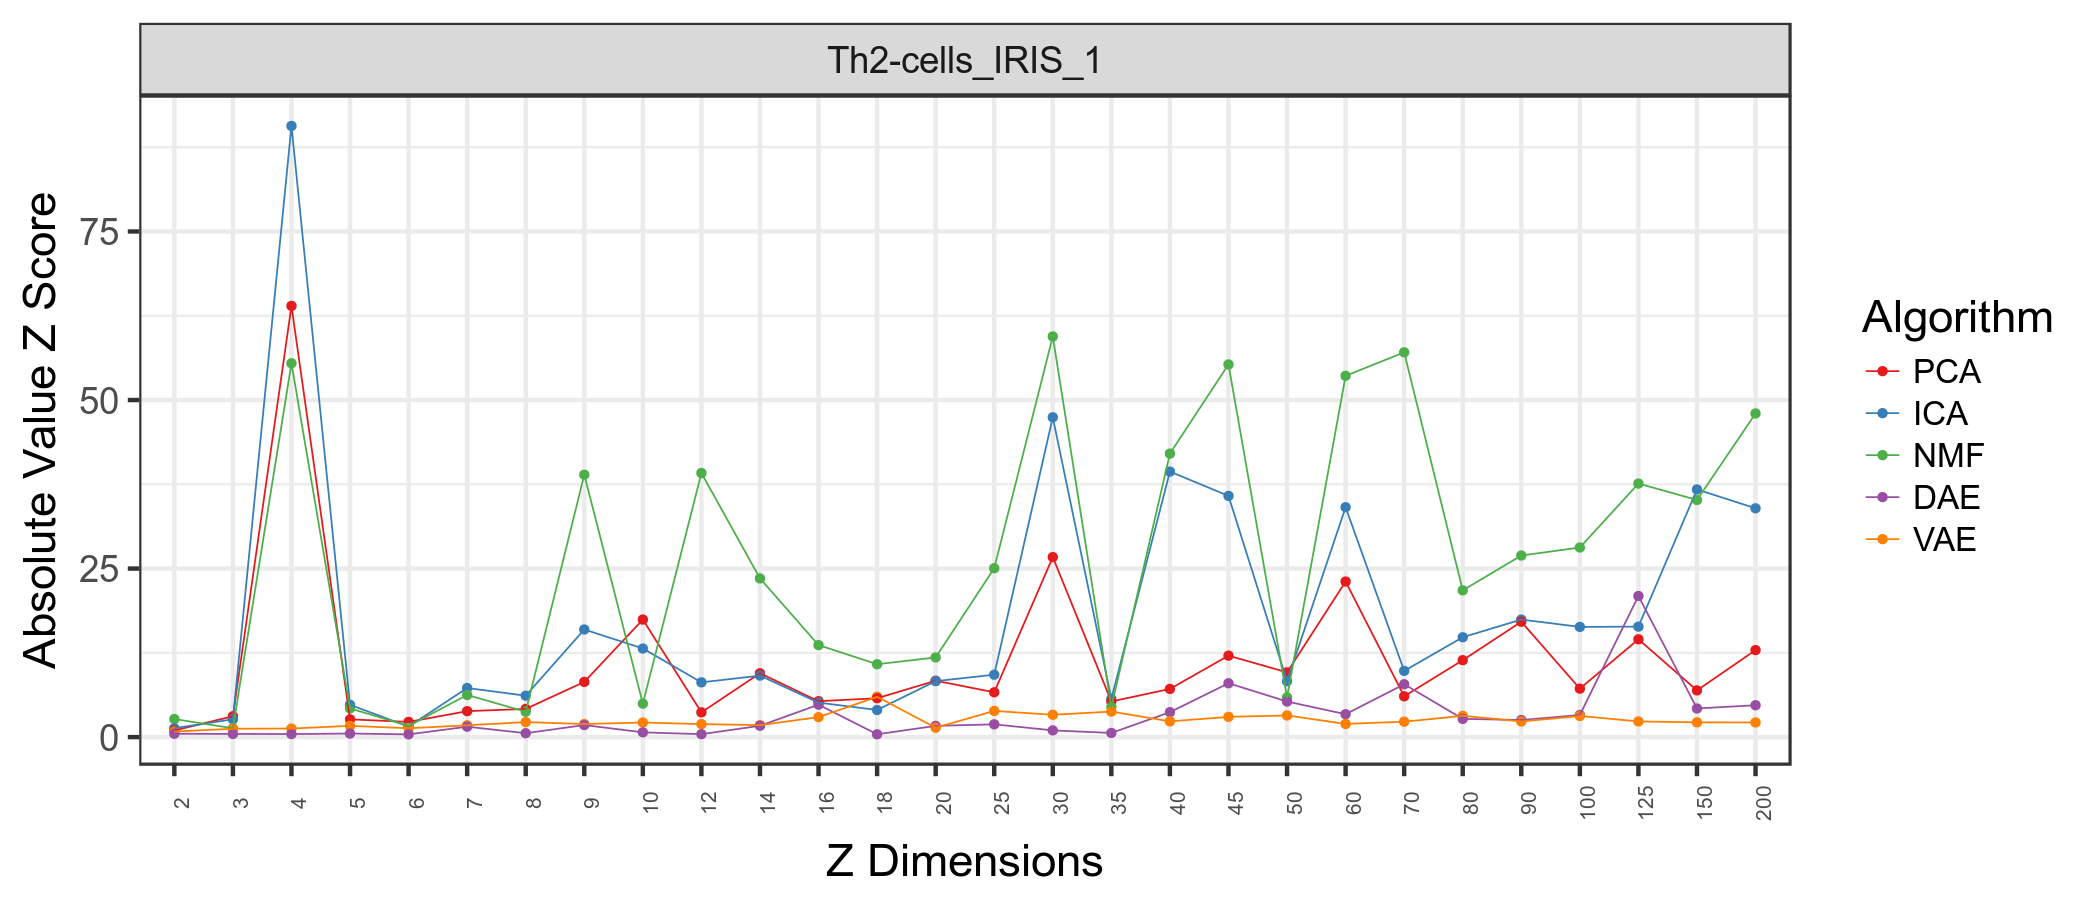 Th2-cells_IRIS_1
Absolute Value Z Score
75
50
25
0
2 3 4 5 6 7 8 9 10 12 14 16 18 20 25 30 35 40 45 50 60 70 80 90 100 125 150 200
Z Dimensions
Algorithm
PCA
ICA
NMF
DAE
VAE